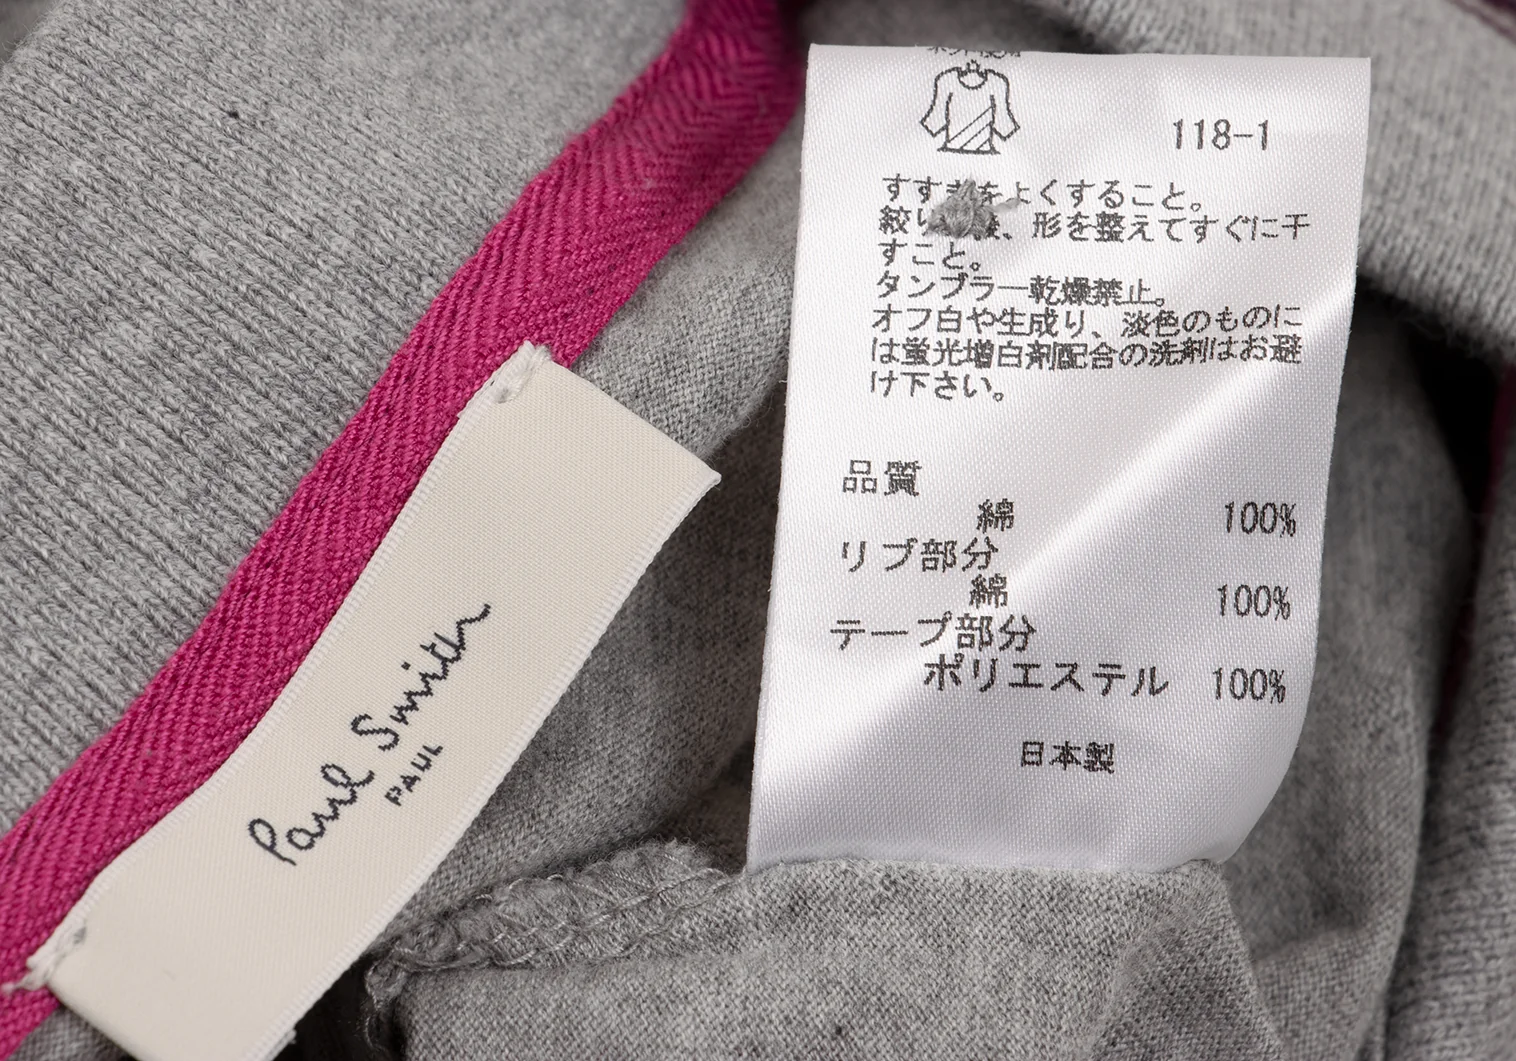 118-1
すすぎをよくすること。
絞り　後、形を整えてすぐに干
すこと。
タンブラー乾燥禁止。
オフ白や生成り、淡色のものに
は蛍光増白剤配合の洗剤はお避
け下さい。
品質
綿 100%
リブ部分
綿 100%
テープ部分
ポリエステル 100%
日本製
Paul Smith
PAUL